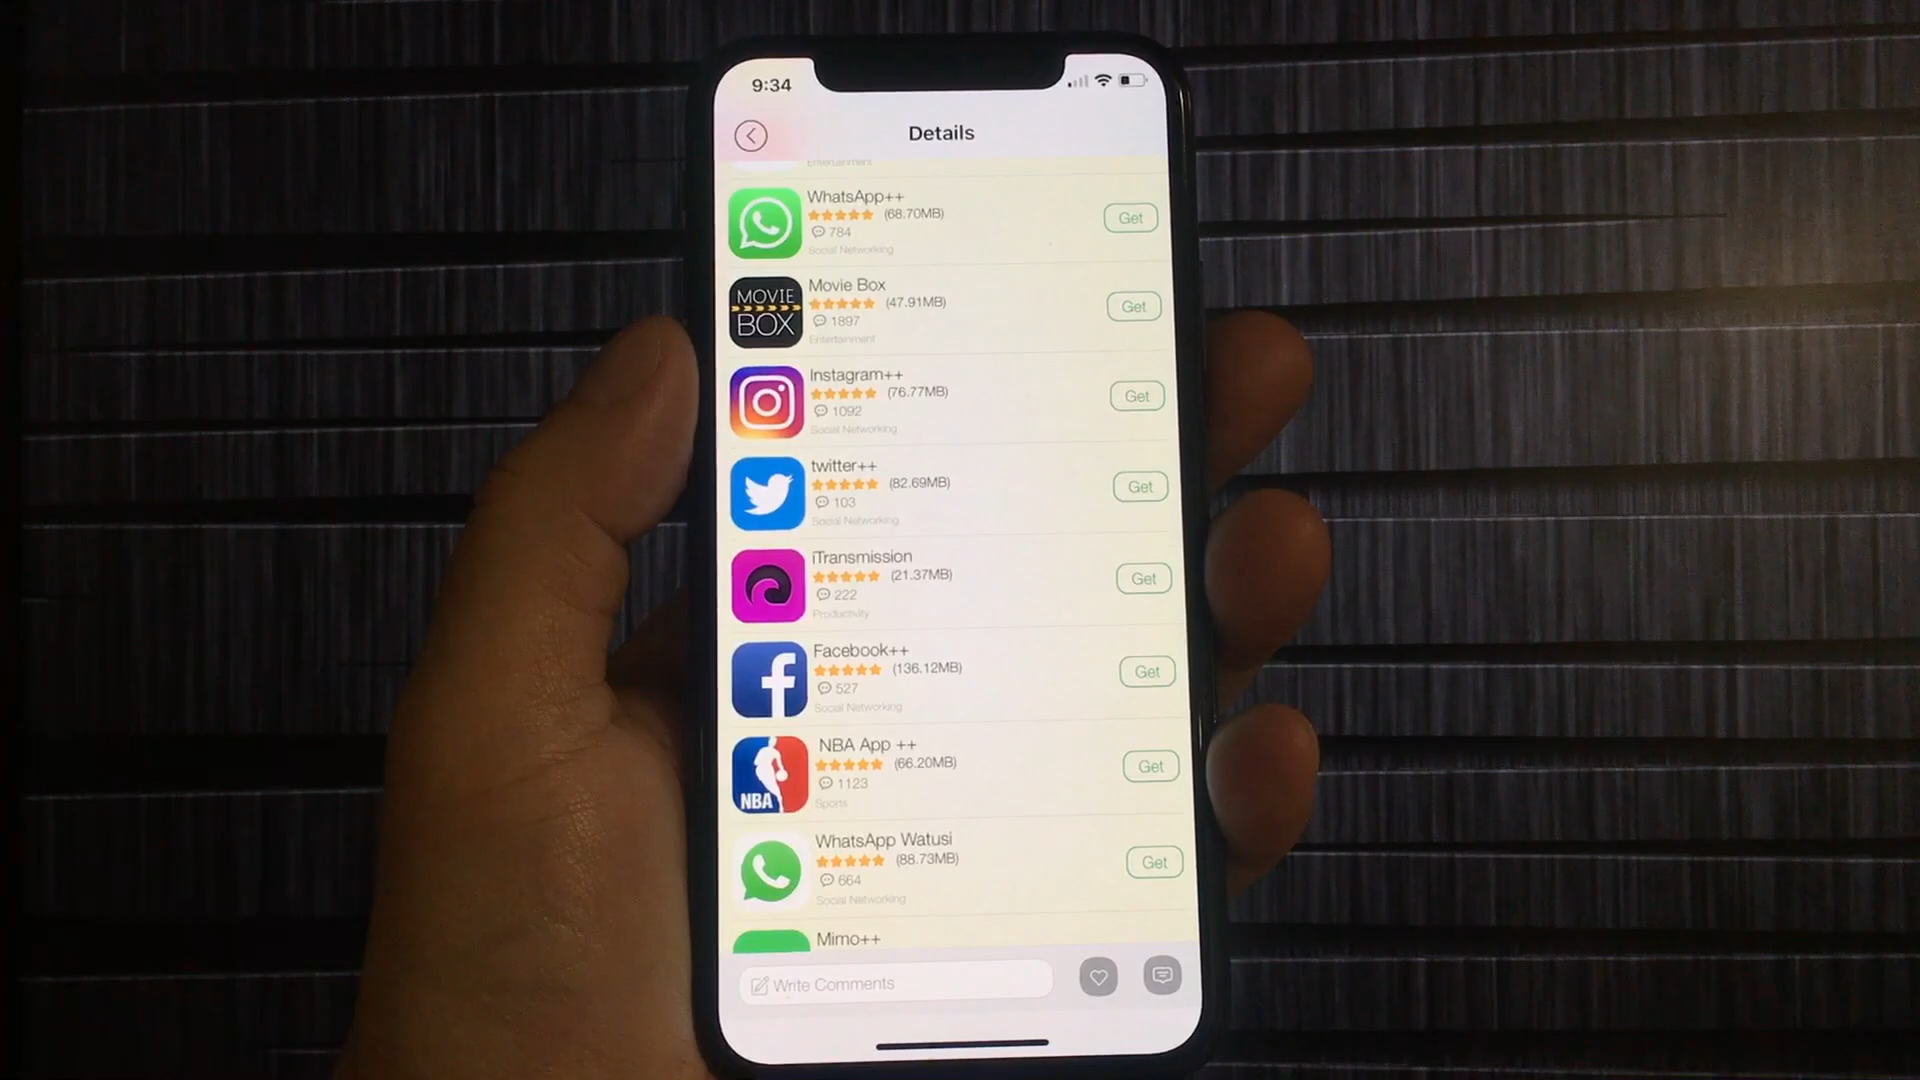 9:34
Details
Entertainment
WhatsApp++
(68.70MB)
784
Social Networking
Get
MOVIE
BOX
Movie Box
(47.91MB)
1897
Entertainment
Get
Instagram++
(76.77MB)
1092
Social Networking
Get
twitter++
(82.69MB)
103
Social Networking
Get
iTransmission
(21.37MB)
222
Productivity
Get
Facebook++
(136.12MB)
527
Social Networking
Get
NBA
NBA App ++
(66.20MB)
1123
Sports
Get
WhatsApp Watusi
(88.73MB)
664
Social Networking
Get
Mimo++
Write Comments